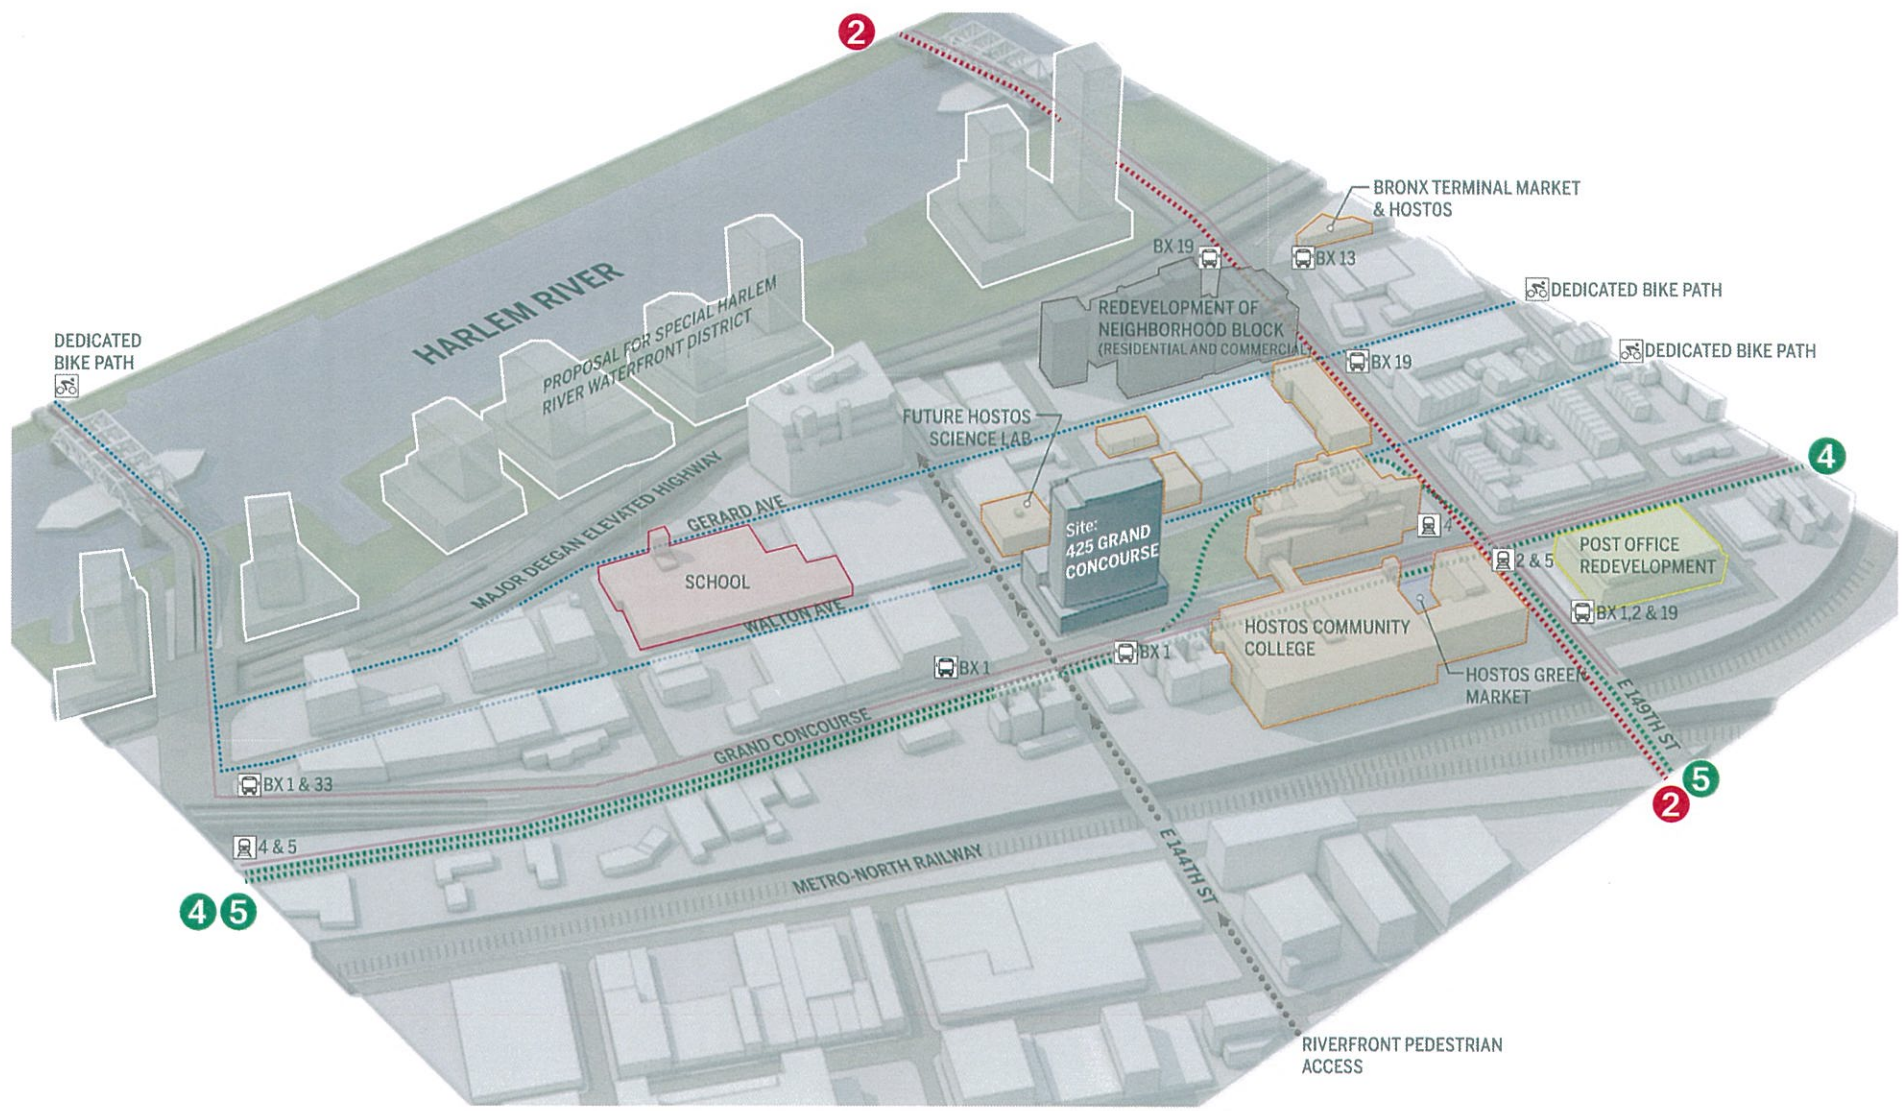 2
BRONX TERMINAL MARKET
& HOSTOS
BX 19
BX 13
DEDICATED BIKE PATH
DEDICATED BIKE PATH
DEDICATED
BIKE PATH
HARLEM RIVER
PROPOSAL FOR SPECIAL HARLEM
RIVER WATERFRONT DISTRICT
REDEVELOPMENT OF
NEIGHBORHOOD BLOCK
(RESIDENTIAL AND COMMERCIAL
BX 19
FUTURE HOSTOS
SCIENCE LAB
4
MAJOR DEEGAN ELEVATED HIGHWAY
GERARD AVE
Site:
425 GRAND
CONCOURSE
4
2 & 5
POST OFFICE
REDEVELOPMENT
SCHOOL
WALTON AVE
BX 1,2 & 19
HOSTOS COMMUNITY
COLLEGE
BX 1
BX 1
HOSTOS GREEN
MARKET
E 149TH ST
GRAND CONCOURSE
BX 1 & 33
5
2
4 & 5
METRO-NORTH RAILWAY
E 144TH ST
4 5
RIVERFRONT PEDESTRIAN
ACCESS